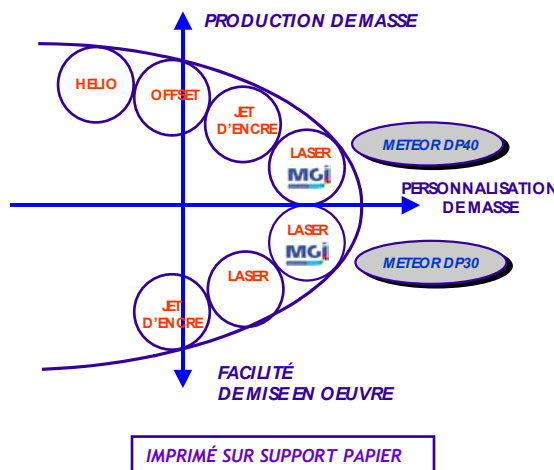 PRODUCTION DE MASSE
HELIO
OFFSET
JET
D'ENCRE
LASER
MGI
METEOR DP40
PERSONNALISATION
DE MASSE
LASER
MGI
METEOR DP30
LASER
JET
D'ENCRE
FACILITÉ
DE MISE EN OEUVRE
IMPRIMÉ SUR SUPPORT PAPIER